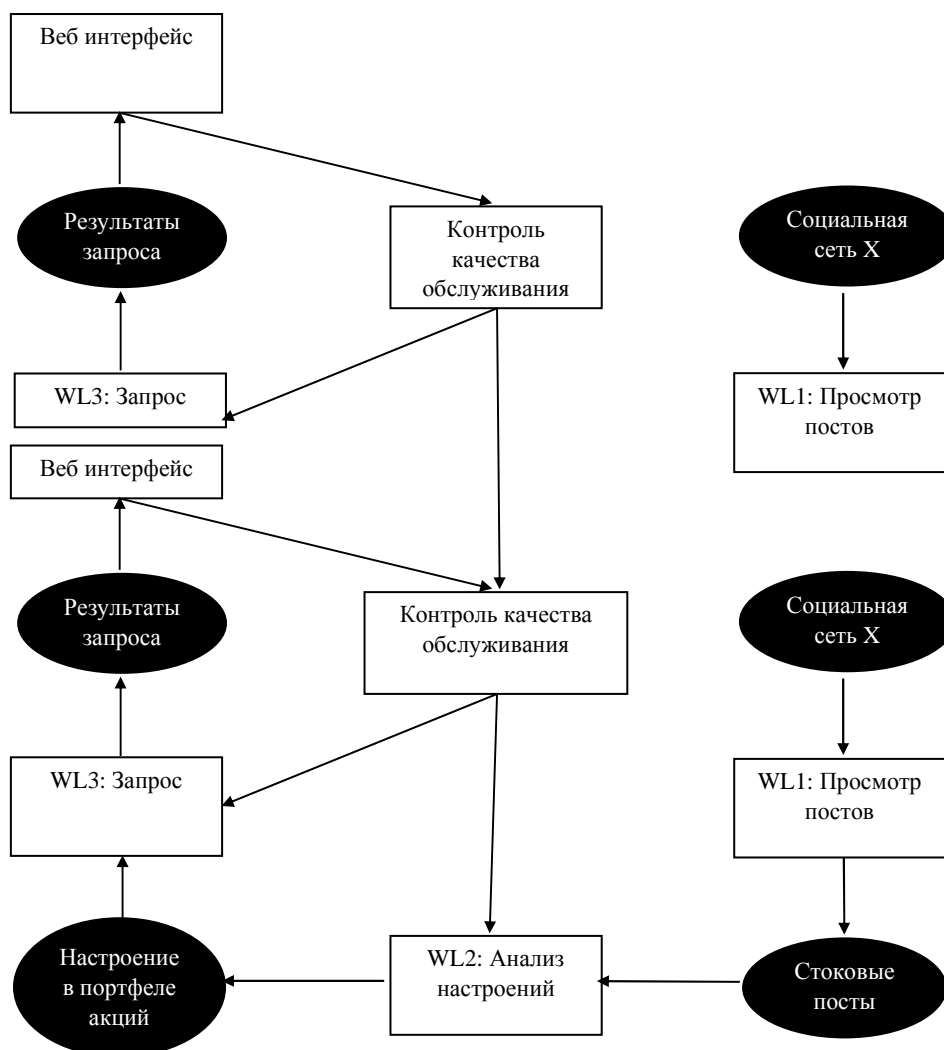 Веб интерфейс
Результаты
запроса
Контроль
качества
обслуживания
Социальная
сеть X
WL3: Запрос
WL1: Просмотр
постов
Веб интерфейс
Результаты
запроса
Контроль качества
обслуживания
Социальная
сеть X
WL3: Запрос
WL1: Просмотр
постов
Настроение
в портфеле
акций
WL2: Анализ
настроений
Стоковые
посты